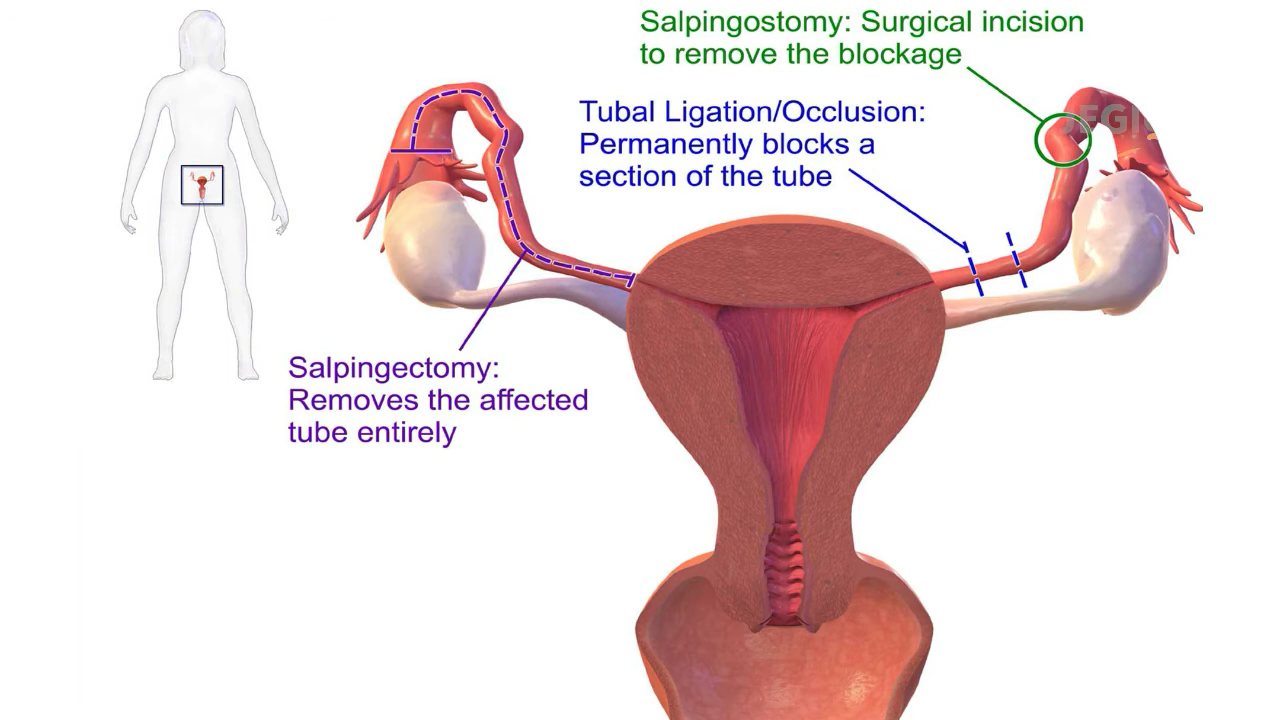 Salpingostomy: Surgical incision
to remove the blockage
Tubal Ligation/Occlusion:
Permanently blocks a
section of the tube
Salpingectomy:
Removes the affected
tube entirely